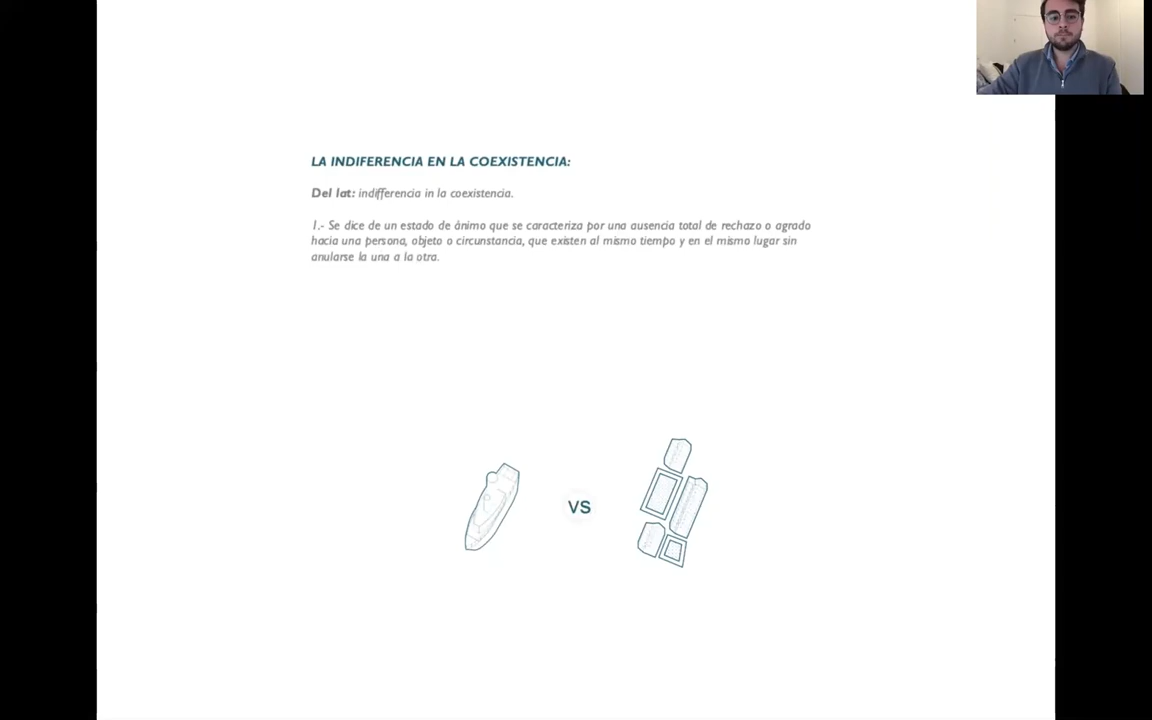 LA INDIFERENCIA EN LA COEXISTENCIA:
Del lat: indifferencia in la coexistencia.
1.- Se dice de un estado de ánimo que se caracteriza por una ausencia total de rechazo o agrado
hacia una persona, objeto o circunstancia, que existen al mismo tiempo y en el mismo lugar sin
anularse la una a la otra.
VS